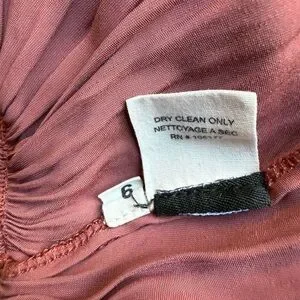 DRY CLEAN ONLY
NETTOYAGE A SEC
RN #
6